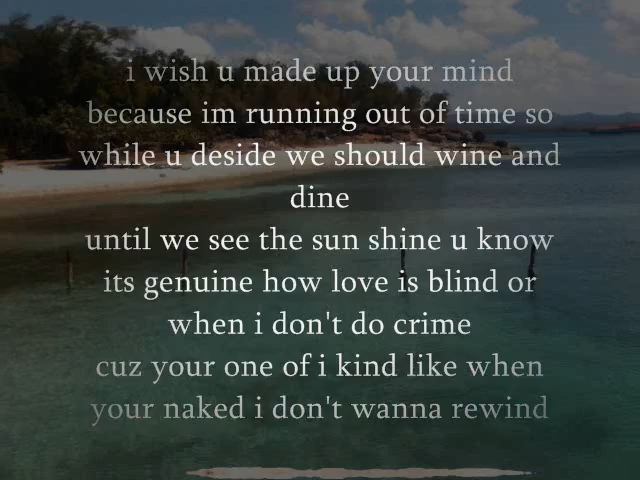 i wish u made up your mind
because im running out of time so
while u deside we should wine and
dine
until we see the sun shine u know
its genuine how love is blind or
when i don't do crime
cuz your one of i kind like when
your naked i don't wanna rewind